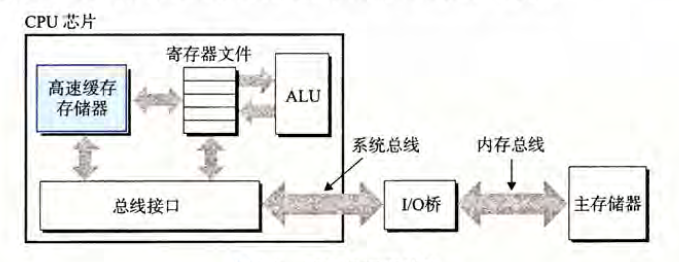 CPU 芯片
寄存器文件
高速缓存
存储器
ALU
系统总线
内存总线
总线接口
I/O桥
主存储器